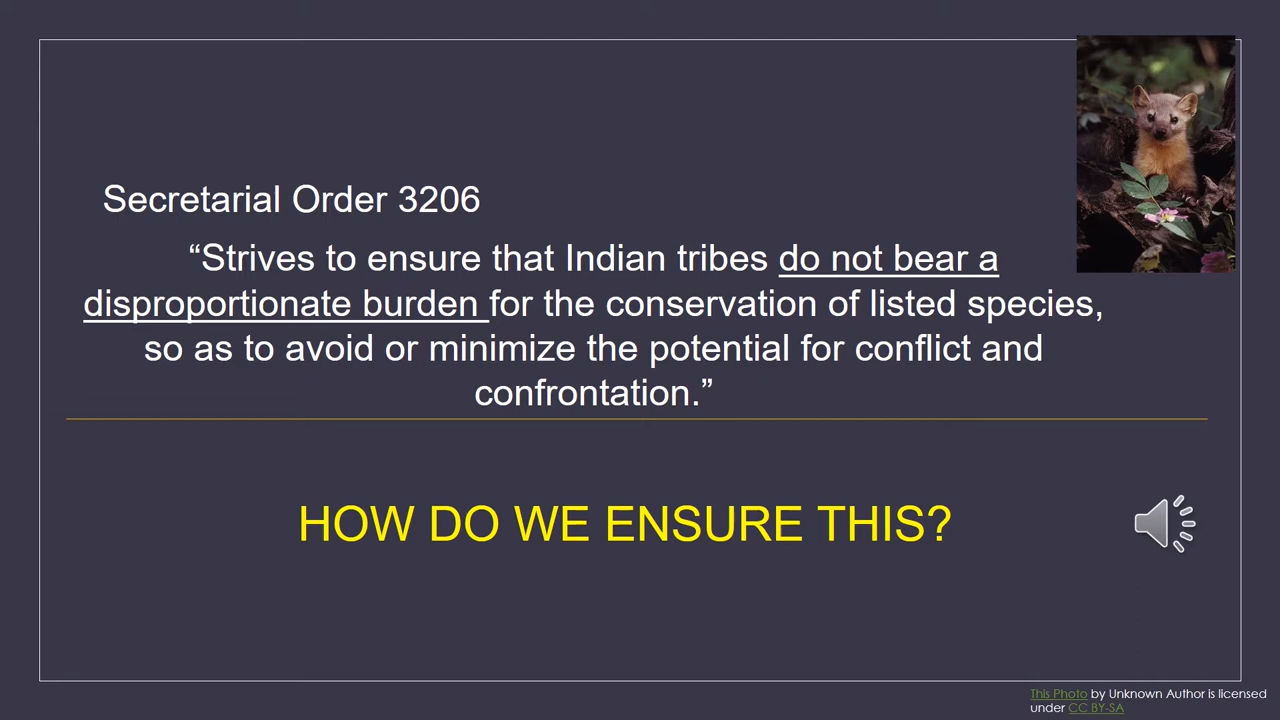 Secretarial Order 3206
“Strives to ensure that Indian tribes do not bear a
disproportionate burden for the conservation of listed species,
so as to avoid or minimize the potential for conflict and
confrontation.”
HOW DO WE ENSURE THIS?
This Photo by Unknown Author is licensed
under CC BY-SA